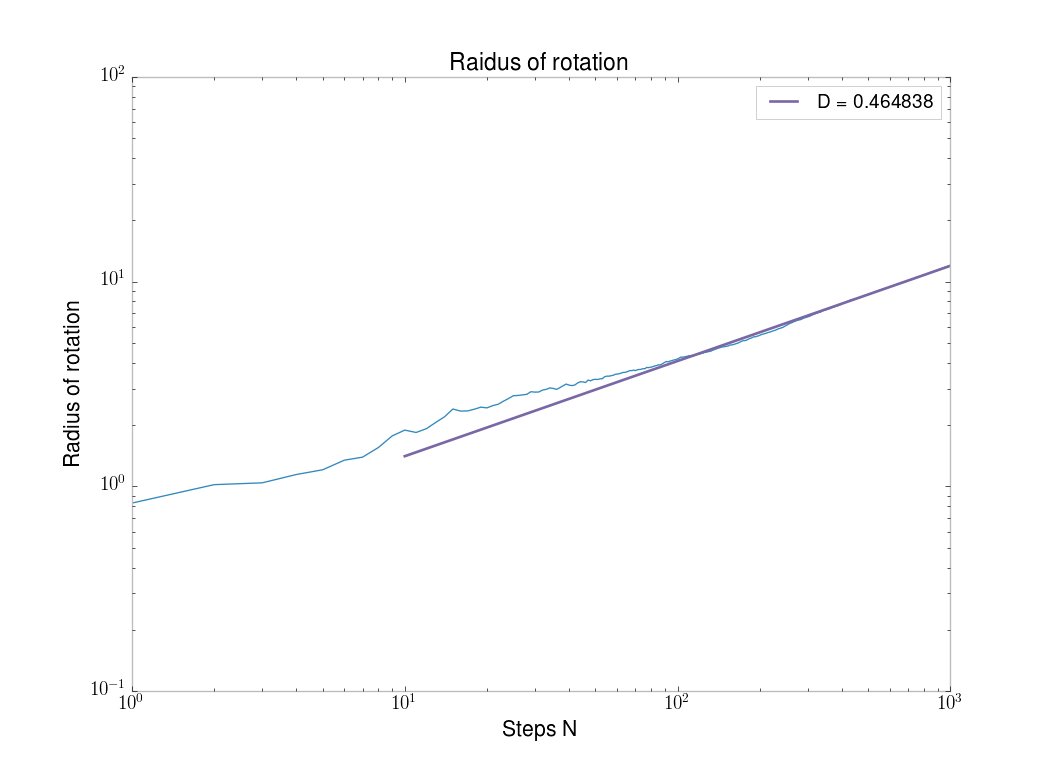 Raidus of rotation
10²
D = 0.464838
10¹
Radius of rotation
10⁰
10⁻¹
10⁰ 10¹ 10² 10³
Steps N